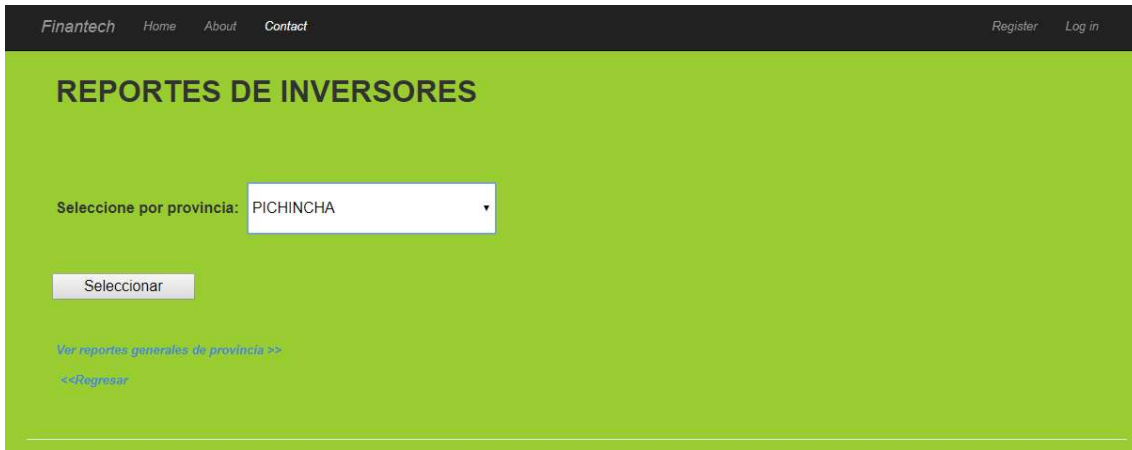 Finantech Home About Contact Register Log in
REPORTES DE INVERSORES
Seleccione por provincia: PICHINCHA
Seleccionar
Ver reportes generales de provincia >>
<<Regresar